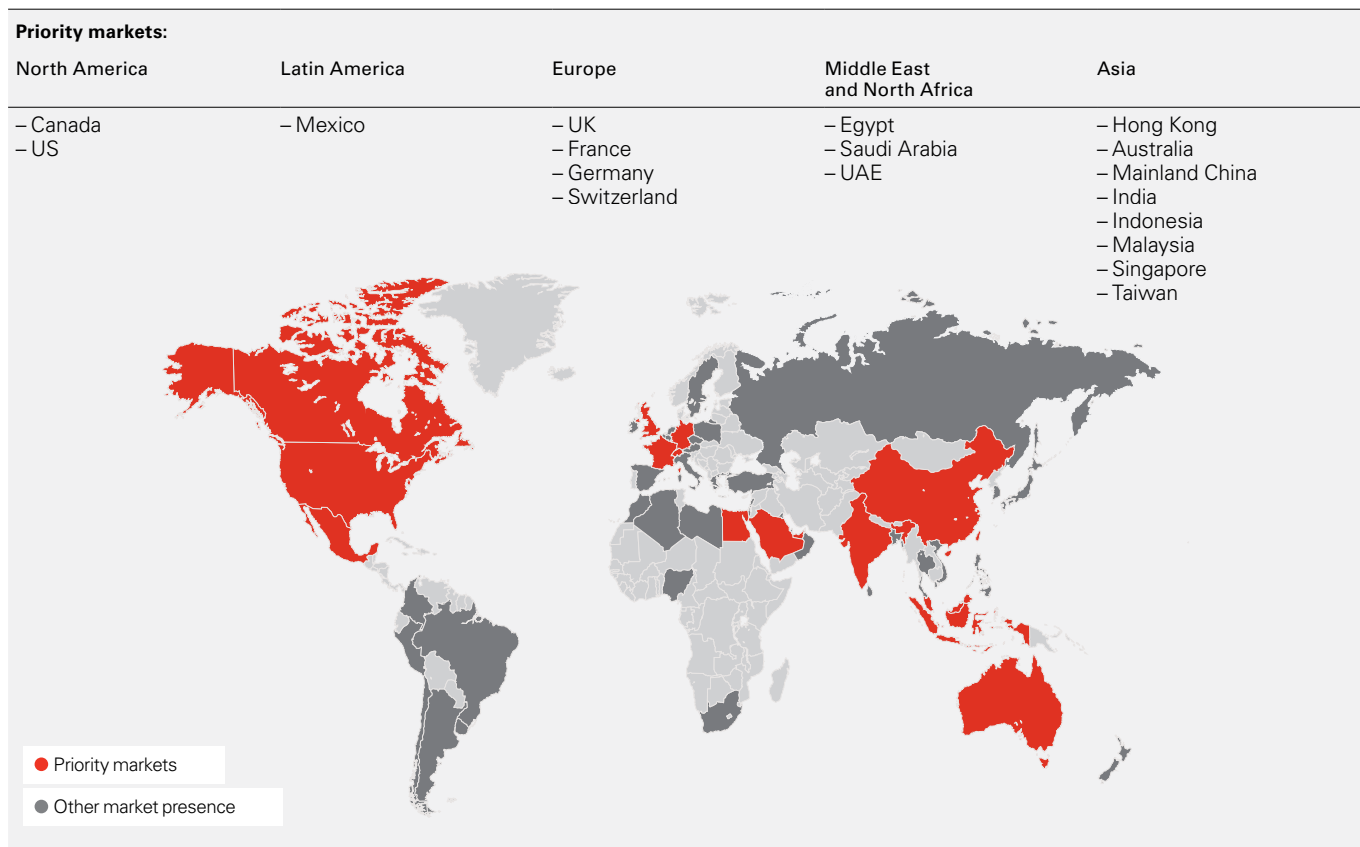 Priority markets:
North America
Latin America
Europe
Middle East
and North Africa
Asia
– Canada
– US
– Mexico
– UK
– France
– Germany
– Switzerland
– Egypt
– Saudi Arabia
– UAE
– Hong Kong
– Australia
– Mainland China
– India
– Indonesia
– Malaysia
– Singapore
– Taiwan
Priority markets
Other market presence